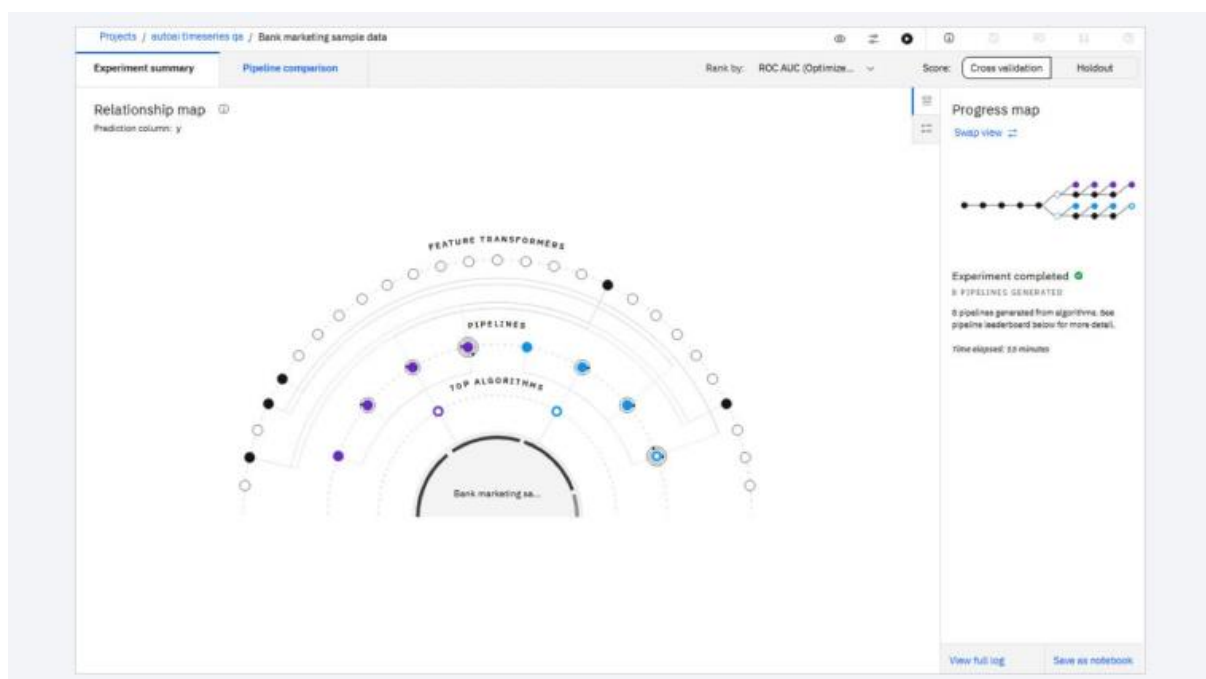 Projects / autoai timeseries qa / Bank marketing sample data
Experiment summary
Pipeline comparison
Rank by: ROC AUC (Optimize...
Score: Cross validation Holdout
Relationship map
Prediction column: y
FEATURE TRANSFORMERS
PIPELINES
TOP ALGORITHMS
Bank marketing sa...
Progress map
Swap view
Experiment completed
8 PIPELINES GENERATED
8 pipelines generated from algorithms. See
pipeline leaderboard below for more detail.
Time elapsed: minutes
View full log
Save as notebook